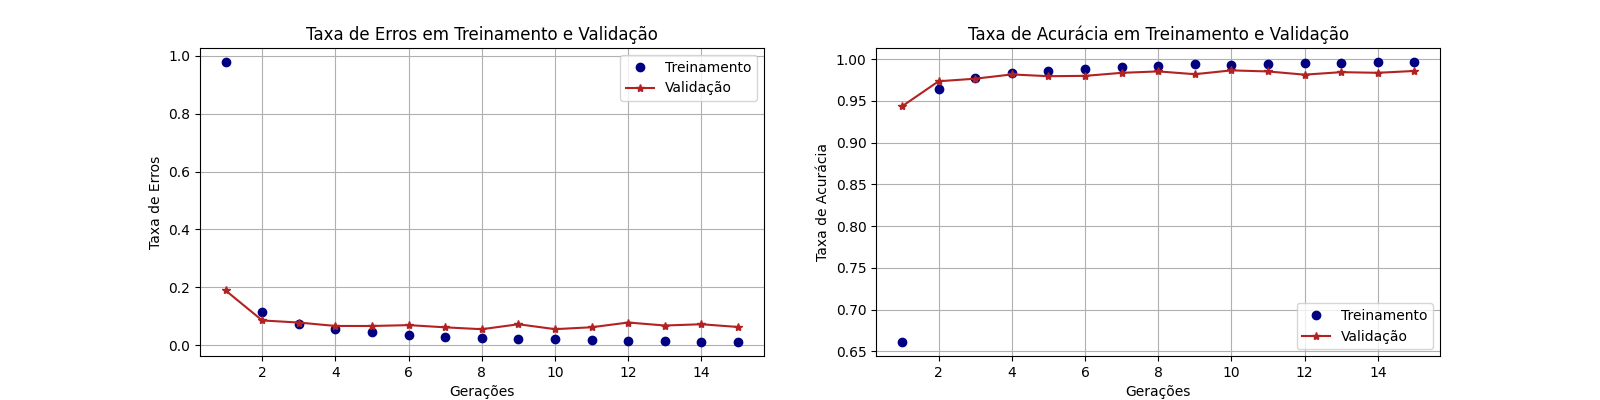 Taxa de Erros em Treinamento e Validação
Taxa de Erros
1.0
0.8
0.6
0.4
0.2
0.0
Treinamento
Validação
2 4 6 8 10 12 14
Gerações
Taxa de Acurácia em Treinamento e Validação
Taxa de Acurácia
1.00
0.95
0.90
0.85
0.80
0.75
0.70
0.65
Treinamento
Validação
2 4 6 8 10 12 14
Gerações